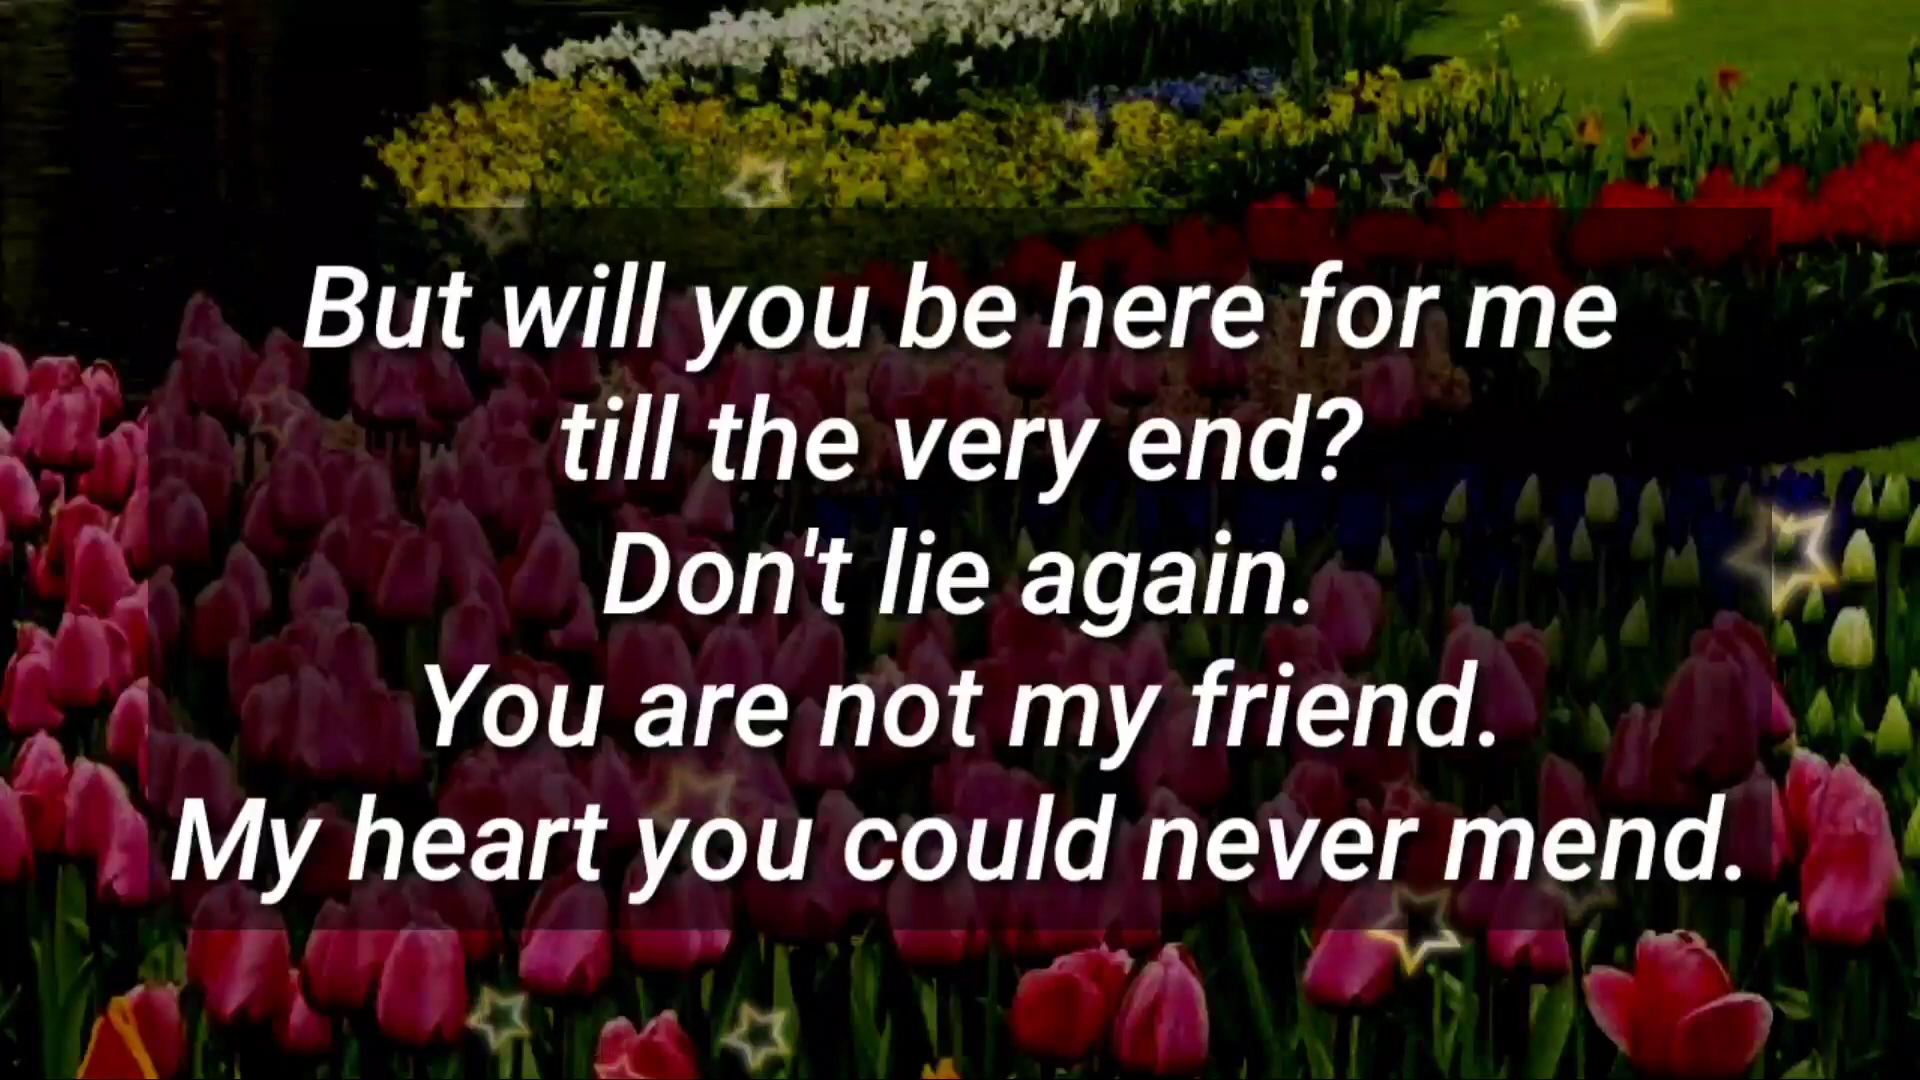 But will you be here for me
till the very end?
Don't lie again.
You are not my friend.
My heart you could never mend.